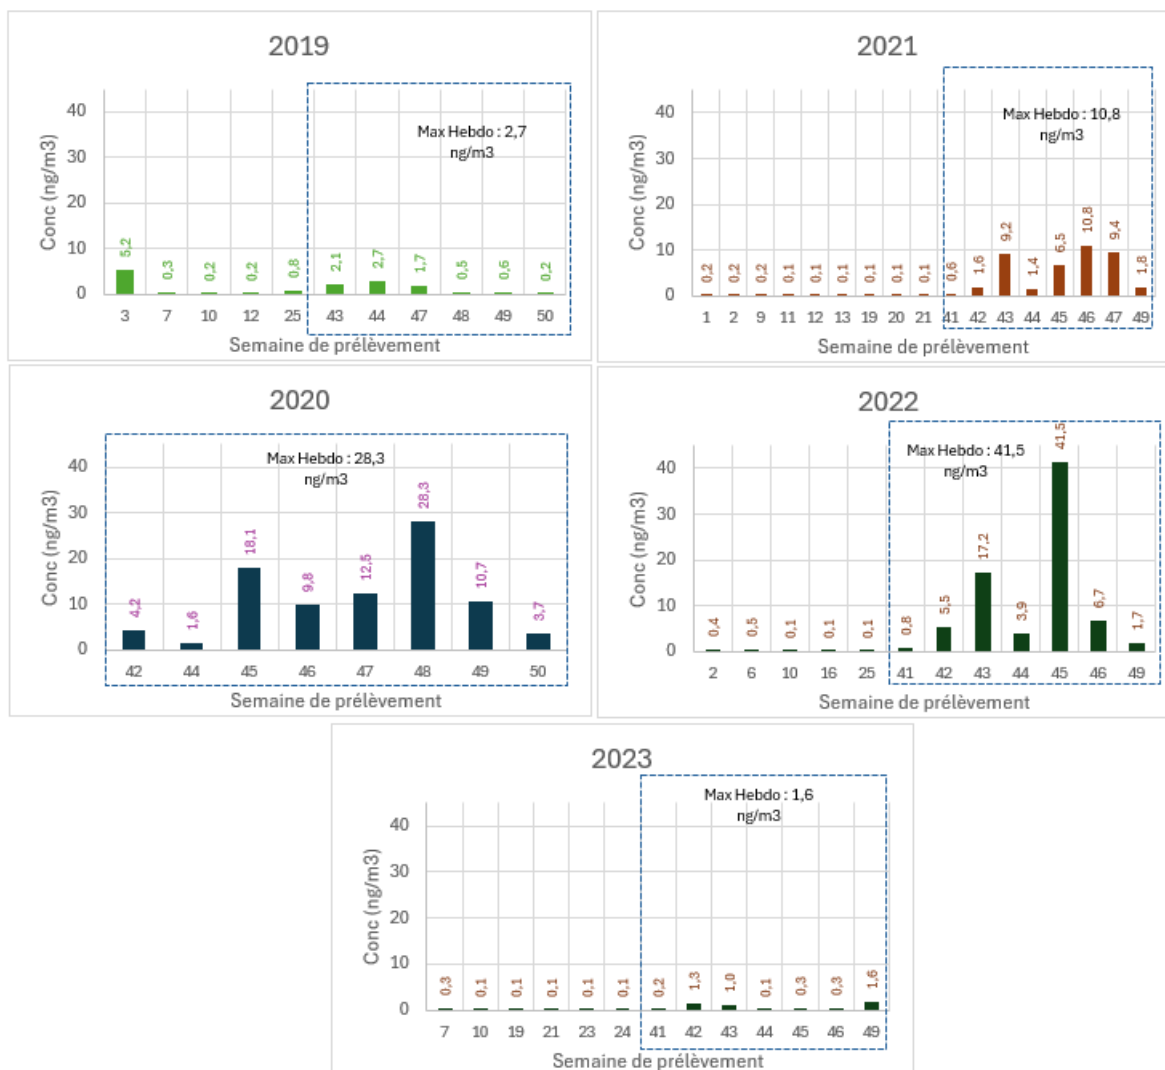 2019
Max Hebdo : 2,7
ng/m3
Conc (ng/m3)
40
30
20
10
0
5,2 0,3 0,2 0,2 0,8 2,1 2,7 1,7 0,5 0,6 0,2
3 7 10 12 25 43 44 47 48 49 50
Semaine de prélèvement
2021
Max Hebdo : 10,8
ng/m3
Conc (ng/m3)
40
30
20
10
0
0,2 0,2 0,2 0,1 0,1 0,1 0,1 0,1 0,1 0,6 1,6 9,2 1,4 6,5 10,8 9,4 1,8
1 2 9 11 12 13 19 20 21 41 42 43 44 45 46 47 49
Semaine de prélèvement
2020
Max Hebdo : 28,3
ng/m3
Conc (ng/m3)
40
30
20
10
0
4,2 1,6 18,1 9,8 12,5 28,3 10,7 3,7
42 44 45 46 47 48 49 50
Semaine de prélèvement
2022
Max Hebdo : 41,5
ng/m3
Conc (ng/m3)
40
30
20
10
0
0,4 0,5 0,1 0,1 0,1 0,8 5,5 17,2 3,9 41,5 6,7 1,7
2 6 10 16 25 41 42 43 44 45 46 49
Semaine de prélèvement
2023
Max Hebdo : 1,6
ng/m3
Conc (ng/m3)
40
30
20
10
0
0,3 0,1 0,1 0,1 0,1 0,1 0,2 1,3 1,0 0,1 0,3 0,3 1,6
7 10 19 21 23 24 41 42 43 44 45 46 49
Semaine de prélèvement